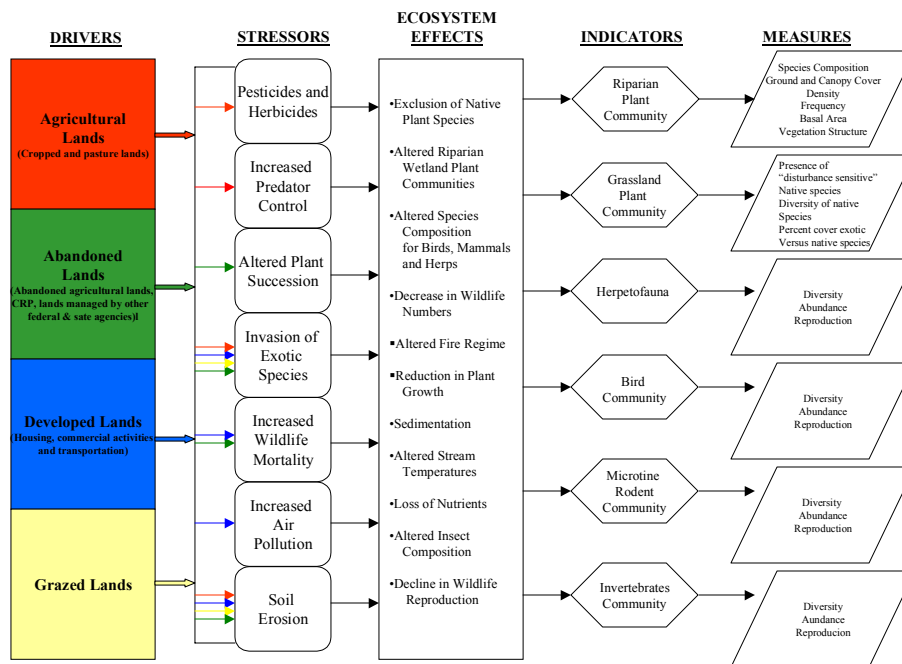 DRIVERS
Agricultural
Lands
(Cropped and pasture lands)
Abandoned
Lands
(Abandoned agricultural lands,
CRP, lands managed by other
federal & sate agencies)l
Developed Lands
(Housing, commercial activities
and transportation)
Grazed Lands
STRESSORS
Pesticides and
Herbicides
Increased
Predator
Control
Altered Plant
Succession
Invasion of
Exotic
Species
Increased
Wildlife
Mortality
Increased
Air
Pollution
Soil
Erosion
ECOSYSTEM
EFFECTS
•Exclusion of Native
Plant Species
•Altered Riparian
Wetland Plant
Communities
•Altered Species
Composition
for Birds, Mammals
and Herps
•Decrease in Wildlife
Numbers
▪Altered Fire Regime
▪Reduction in Plant
Growth
•Sedimentation
•Altered Stream
Temperatures
•Loss of Nutrients
•Altered Insect
Composition
•Decline in Wildlife
Reproduction
INDICATORS
Riparian
Plant
Community
Grassland
Plant
Community
Herpetofauna
Bird
Community
Microtine
Rodent
Community
Invertebrates
Community
MEASURES
Species Composition
Ground and Canopy Cover
Density
Frequency
Basal Area
Vegetation Structure
Presence of
“disturbance sensitive”
Native species
Diversity of native
Species
Percent cover exotic
Versus native species
Diversity
Abundance
Reproduction
Diversity
Abundance
Reproduction
Diversity
Abundance
Reproduction
Diversity
Aundance
Reproducion